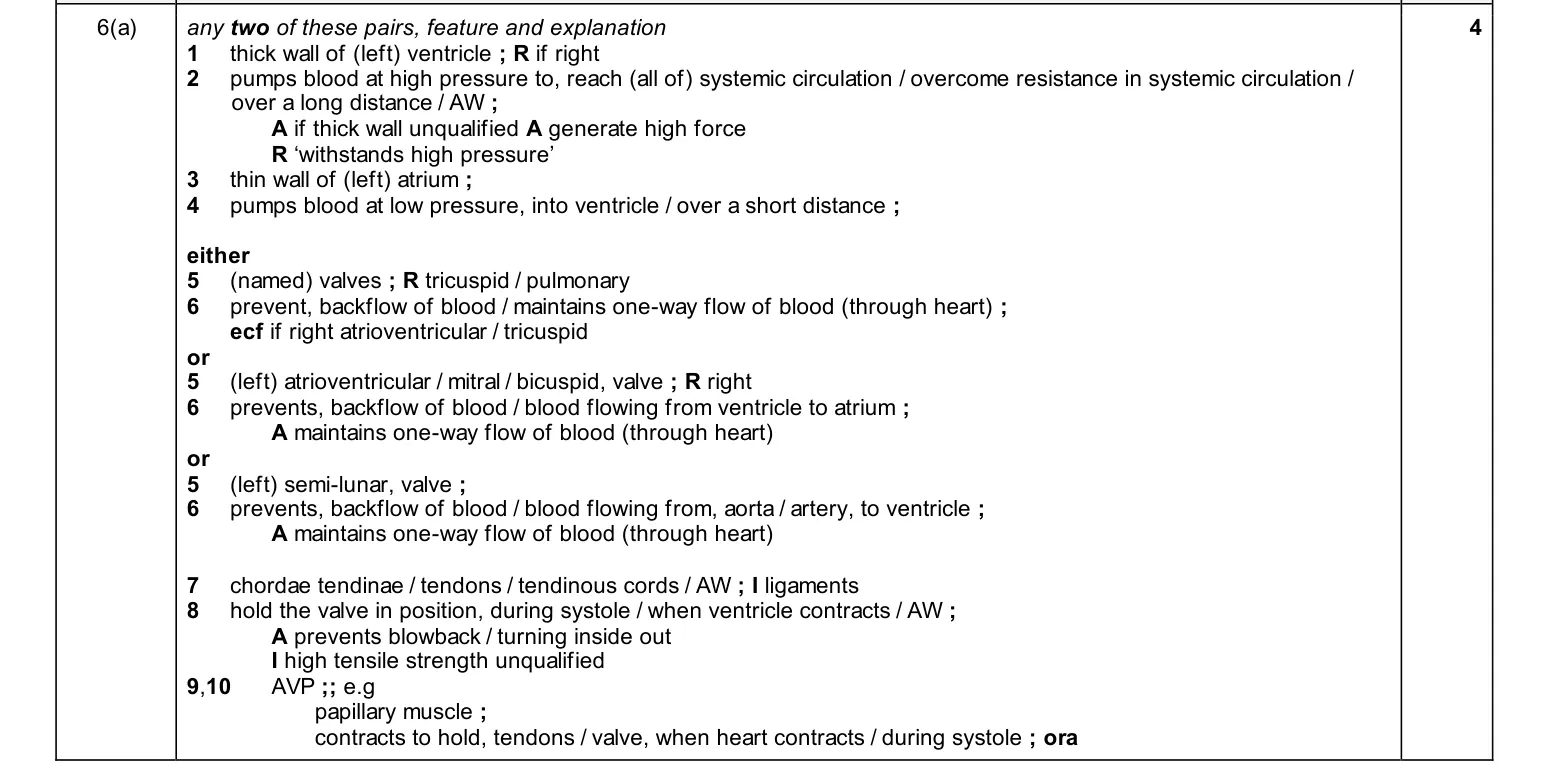 6(a)
any two of these pairs, feature and explanation
4
1 thick wall of (left) ventricle ; R if right
2 pumps blood at high pressure to, reach (all of) systemic circulation / overcome resistance in systemic circulation /
over a long distance / AW ;
A if thick wall unqualified A generate high force
R ‘withstands high pressure’
3 thin wall of (left) atrium ;
4 pumps blood at low pressure, into ventricle / over a short distance ;
either
5 (named) valves ; R tricuspid / pulmonary
6 prevent, backflow of blood / maintains one-way flow of blood (through heart) ;
ecf if right atrioventricular / tricuspid
or
5 (left) atrioventricular / mitral / bicuspid, valve ; R right
6 prevents, backflow of blood / blood flowing from ventricle to atrium ;
A maintains one-way flow of blood (through heart)
or
5 (left) semi-lunar, valve ;
6 prevents, backflow of blood / blood flowing from, aorta / artery, to ventricle ;
A maintains one-way flow of blood (through heart)
7 chordae tendinae / tendons / tendinous cords / AW ; I ligaments
8 hold the valve in position, during systole / when ventricle contracts / AW ;
A prevents blowback / turning inside out
I high tensile strength unqualified
9,10 AVP ;; e.g
papillary muscle ;
contracts to hold, tendons / valve, when heart contracts / during systole ; ora